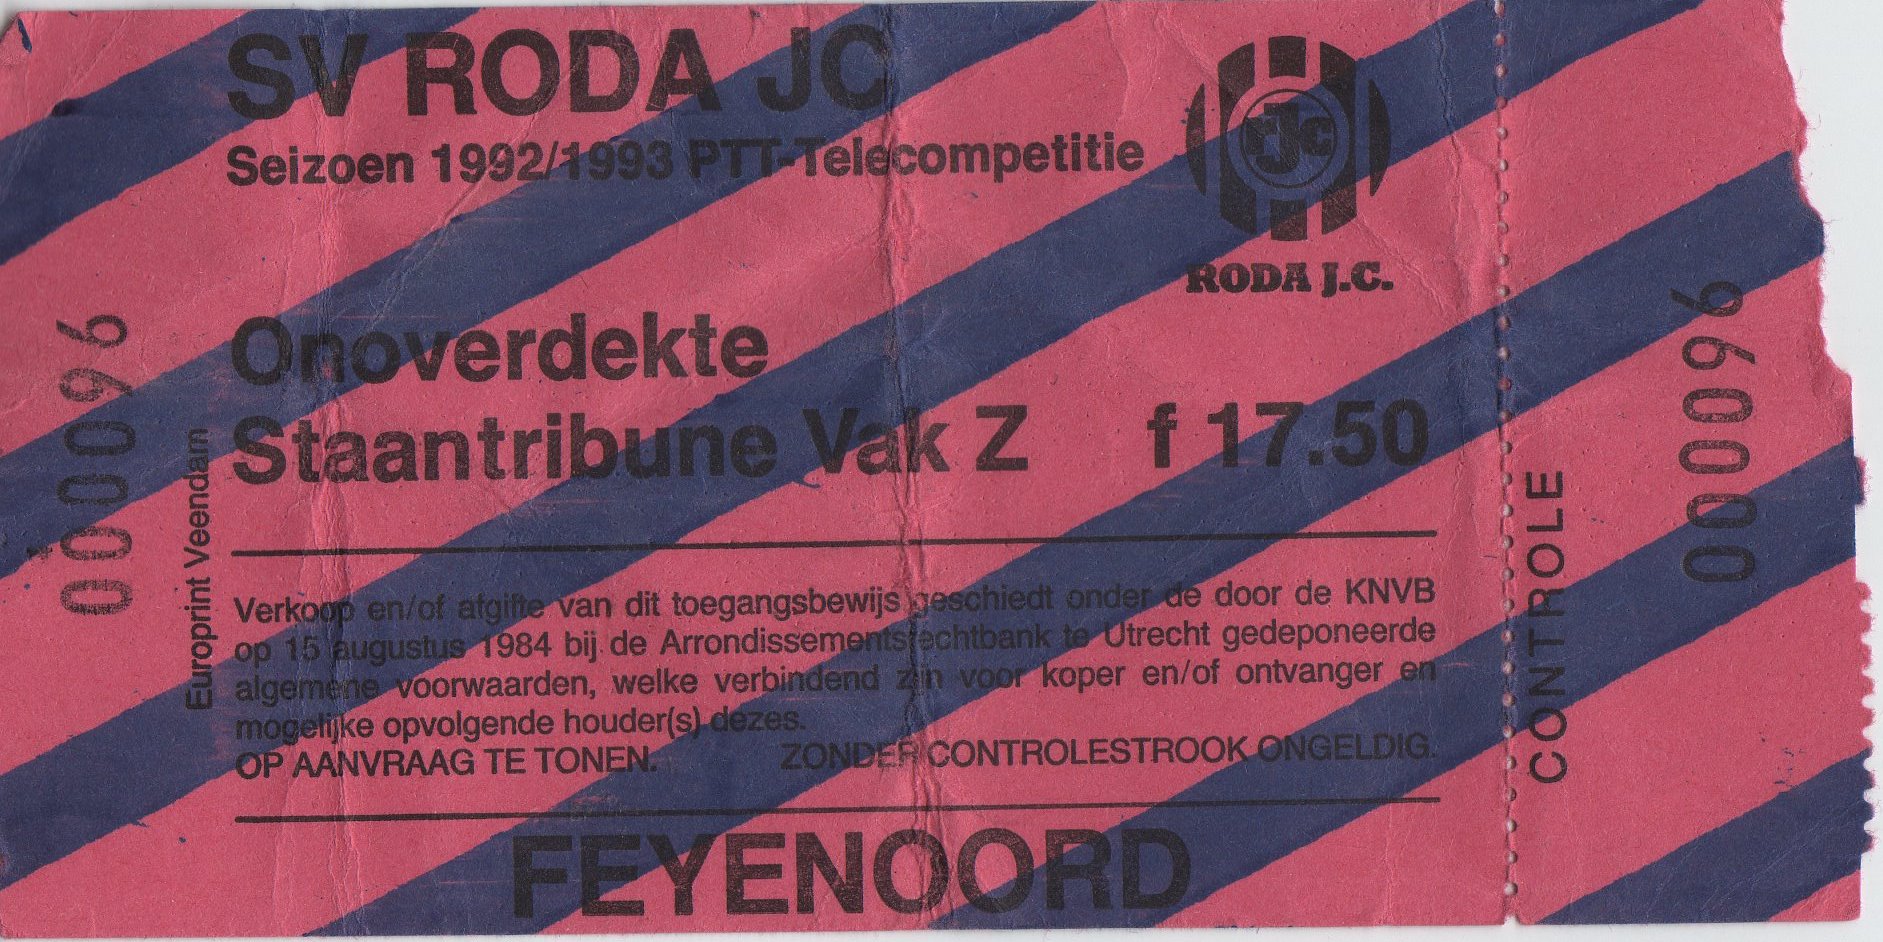 SV RODA JC
Seizoen 1992/1993 PTT-Telecompetitie
rJc
RODA J.C.
Onoverdekte
Staantribune Vak Z f 17.50
Verkoop en/of afgifte van dit toegangsbewijs geschiedt onder de door de KNVB
op 15 augustus 1984 bij de Arrondissementsrechtbank te Utrecht gedeponeerde
algemene voorwaarden, welke verbindend zijn voor koper en/of ontvanger en
mogelijke opvolgende houder(s) dezes.
OP AANVRAAG TE TONEN. ZONDER CONTROLESTROOK ONGELDIG.
FEYENOORD
000096
Europrint Veendam
CONTROLE
000096